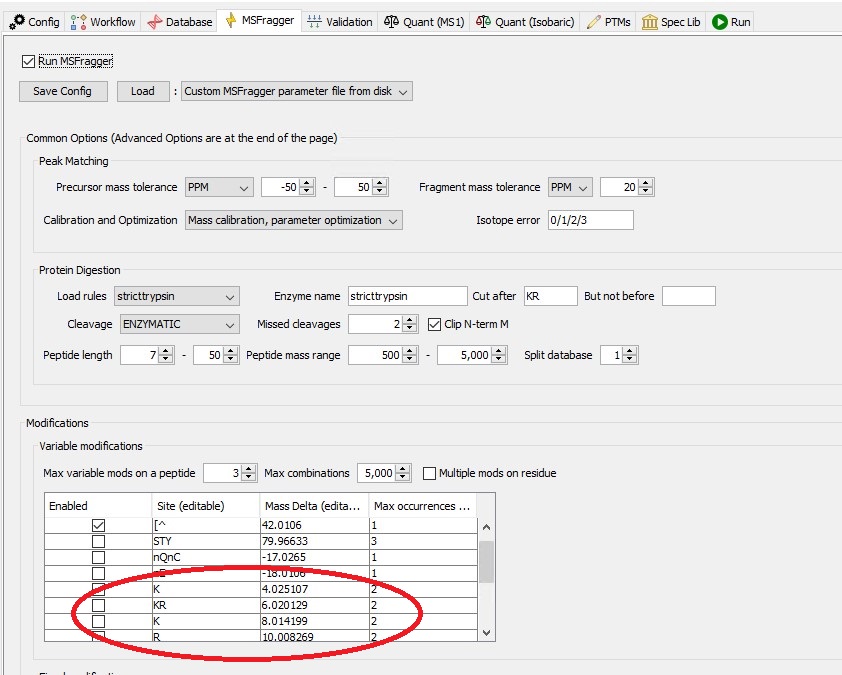 Config Workflow Database MSFragger Validation Quant (MS1) Quant (Isobaric) PTMs Spec Lib Run
Run MSFragger
Save Config Load : Custom MSFragger parameter file from disk
Common Options (Advanced Options are at the end of the page)
Peak Matching
Precursor mass tolerance PPM -50 - 50 Fragment mass tolerance PPM 20
Calibration and Optimization Mass calibration, parameter optimization Isotope error 0/1/2/3
Protein Digestion
Load rules stricttrypsin Enzyme name stricttrypsin Cut after KR But not before
Cleavage ENZYMATIC Missed cleavages 2 Clip N-term M
Peptide length 7 - 50 Peptide mass range 500 - 5,000 Split database 1
Modifications
Variable modifications
Max variable mods on a peptide 3 Max combinations 5,000 Multiple mods on residue
Enabled Site (editable) Mass Delta (edita... Max occurrences ...
[^ 42.0106 1
STY 79.96633 3
nQnC -17.0265 1
-18.0106 1
K 4.025107 2
KR 6.020129 2
K 8.014199 2
R 10.008269 2